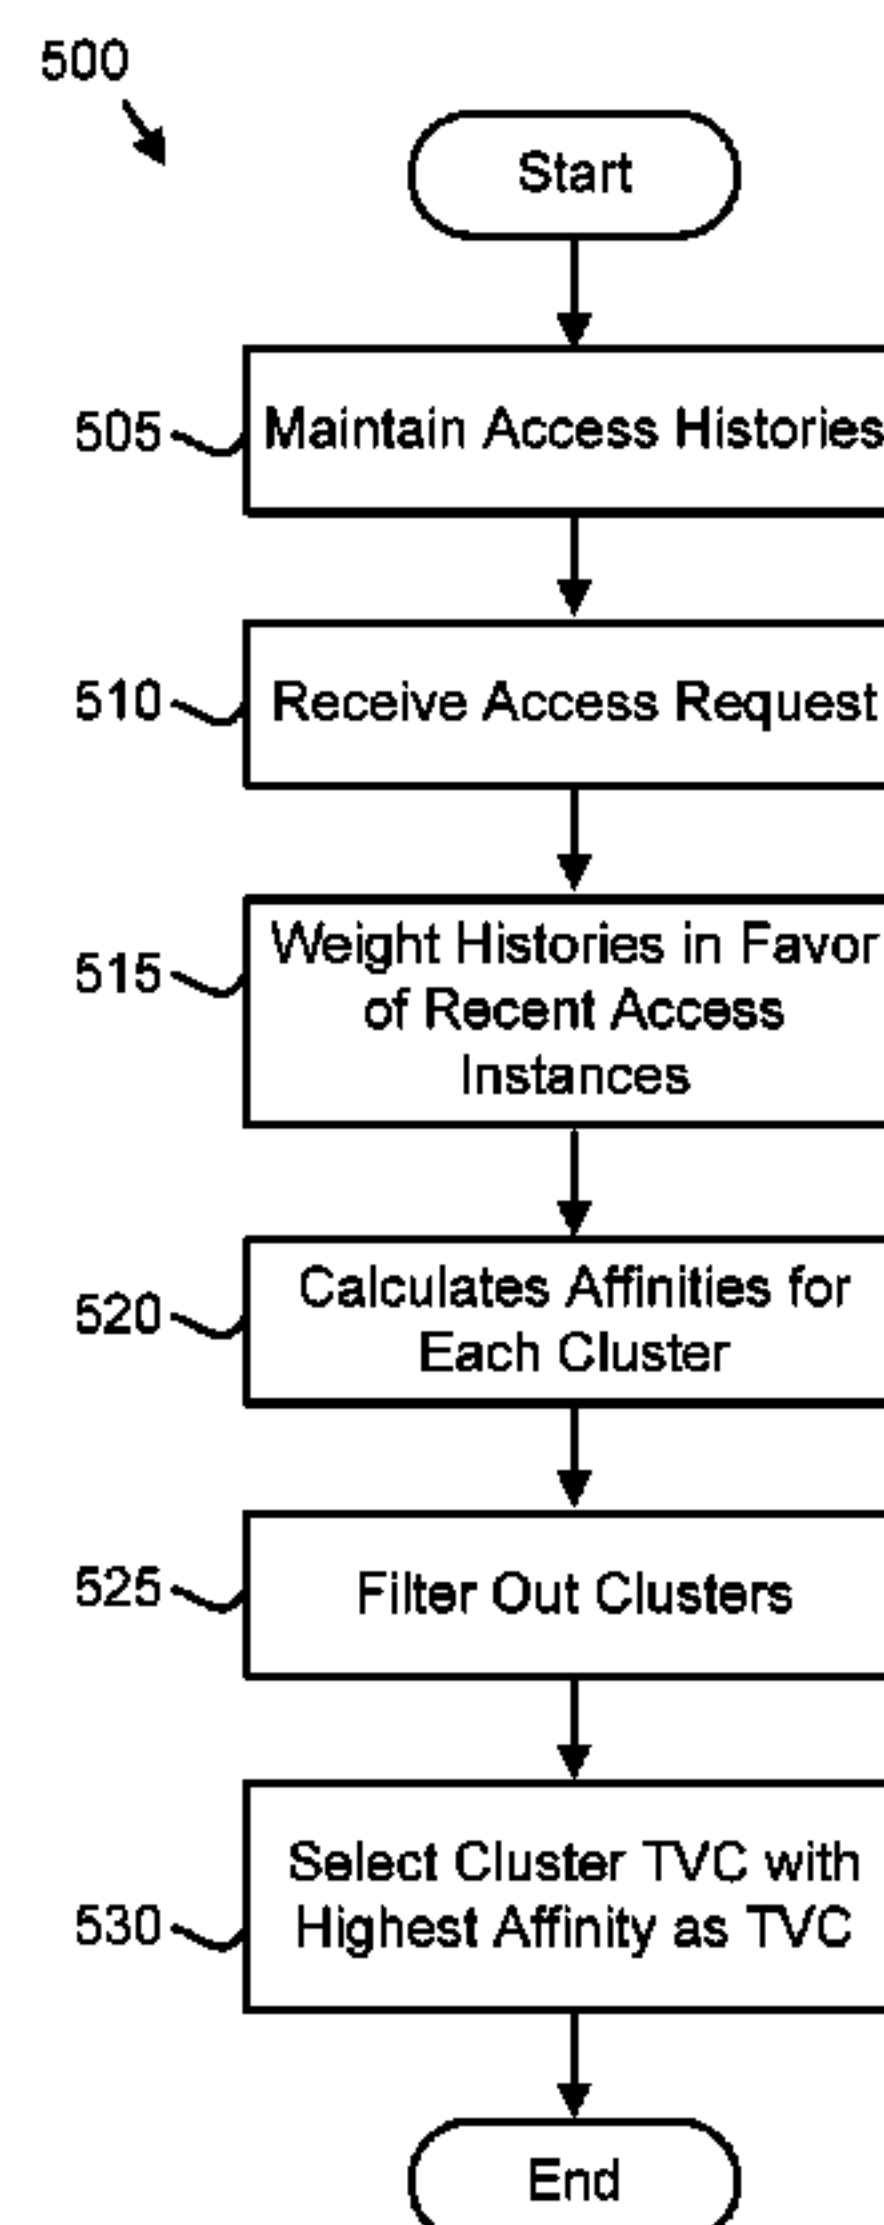 500
Start
505
Maintain Access Histories
510
Receive Access Request
515
Weight Histories in Favor
of Recent Access
Instances
520
Calculates Affinities for
Each Cluster
525
Filter Out Clusters
530
Select Cluster TVC with
Highest Affinity as TVC
End